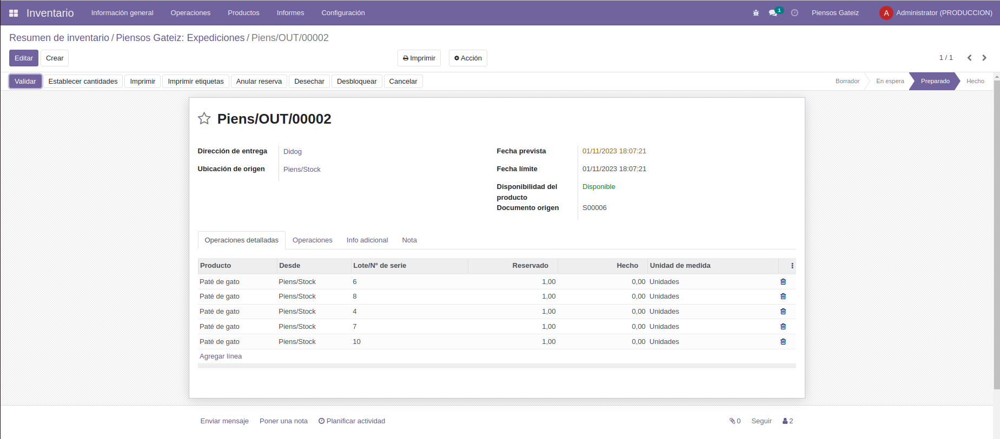 Inventario Información general Operaciones Productos Informes Configuración 1 Piensos Gateiz A Administrator (PRODUCCION)
Resumen de inventario / Piensos Gateiz: Expediciones / Piens/OUT/00002
Editar Crear Imprimir Acción 1 / 1
Validar Establecer cantidades Imprimir Imprimir etiquetas Anular reserva Desechar Desbloquear Cancelar Borrador En espera Preparado Hecho
Piens/OUT/00002
Dirección de entrega Didog
Ubicación de origen Piens/Stock
Fecha prevista 01/11/2023 18:07:21
Fecha límite 01/11/2023 18:07:21
Disponibilidad del producto Disponible
Documento origen S00006
Operaciones detalladas Operaciones Info adicional Nota
Producto Desde Lote/Nº de serie Reservado Hecho Unidad de medida
Paté de gato Piens/Stock 6 1,00 0,00 Unidades
Paté de gato Piens/Stock 8 1,00 0,00 Unidades
Paté de gato Piens/Stock 4 1,00 0,00 Unidades
Paté de gato Piens/Stock 7 1,00 0,00 Unidades
Paté de gato Piens/Stock 10 1,00 0,00 Unidades
Agregar línea
Enviar mensaje Poner una nota Planificar actividad 0 Seguir 2